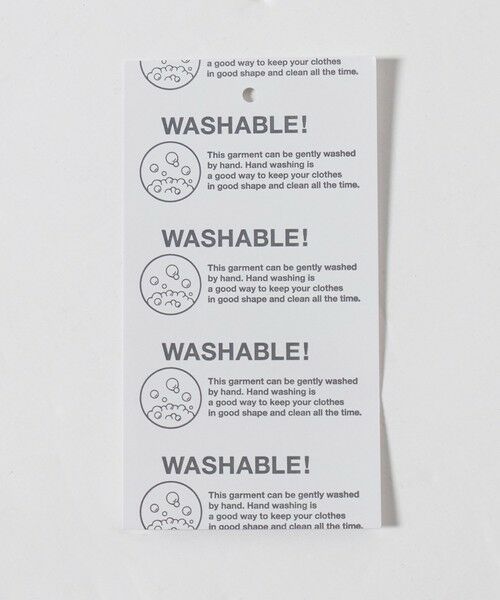 a good way to keep your clothes
in good shape and clean all the time.
WASHABLE!
This garment can be gently washed
by hand. Hand washing is
a good way to keep your clothes
in good shape and clean all the time.
WASHABLE!
This garment can be gently washed
by hand. Hand washing is
a good way to keep your clothes
in good shape and clean all the time.
WASHABLE!
This garment can be gently washed
by hand. Hand washing is
a good way to keep your clothes
in good shape and clean all the time.
WASHABLE!
This garment can be gently washed
by hand. Hand washing is
a good way to keep your clothes
in good shape and clean all the time.